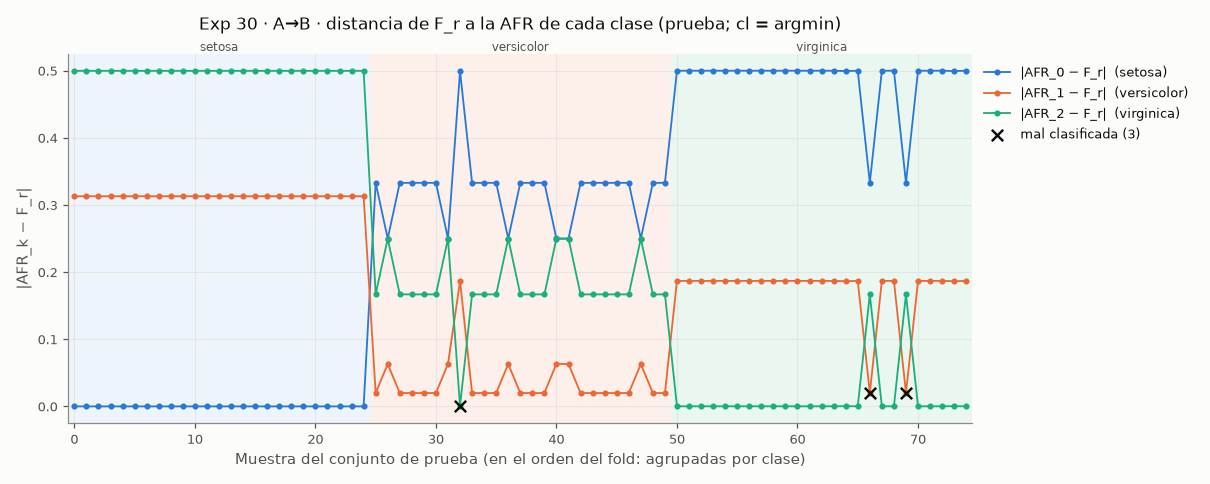 Exp 30 · A→B · distancia de F_r a la AFR de cada clase (prueba; cl = argmin)
setosa versicolor virginica
|AFR_0 − F_r| (setosa)
|AFR_1 − F_r| (versicolor)
|AFR_2 − F_r| (virginica)
mal clasificada (3)
|AFR_k − F_r|
0.5
0.4
0.3
0.2
0.1
0.0
0 10 20 30 40 50 60 70
Muestra del conjunto de prueba (en el orden del fold: agrupadas por clase)